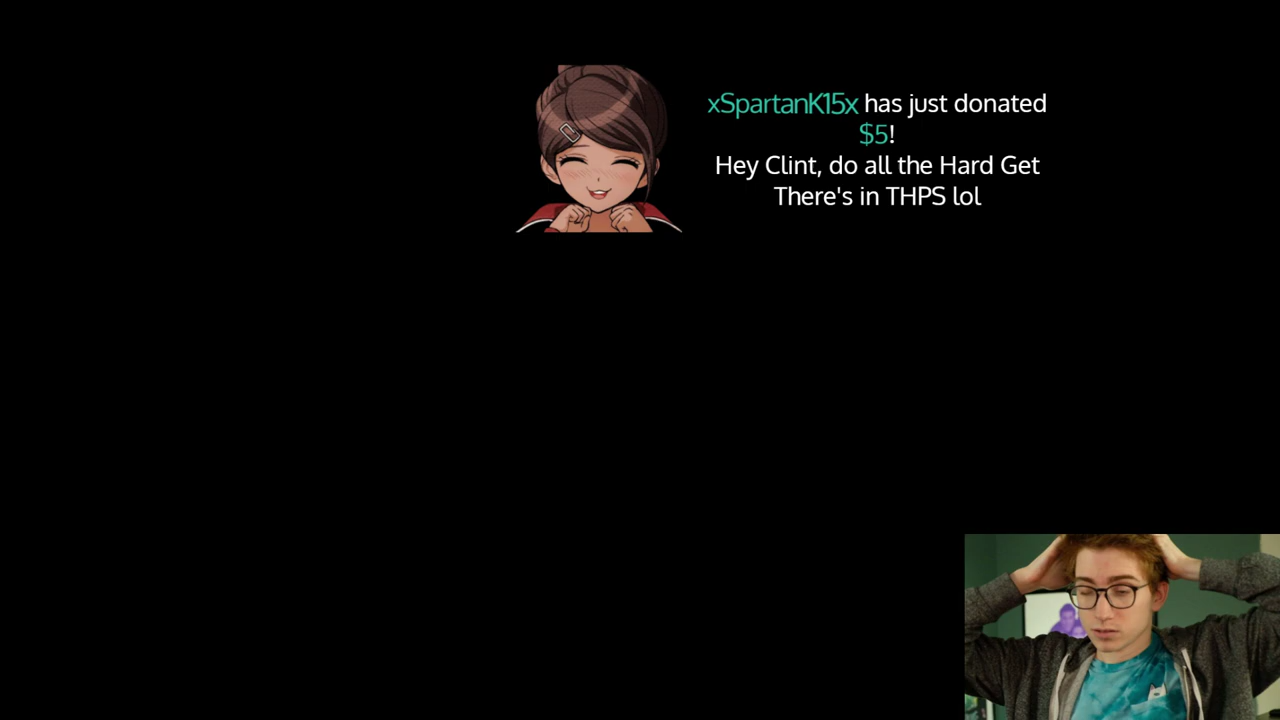 xSpartanK15x has just donated
$5!
Hey Clint, do all the Hard Get
There's in THPS lol